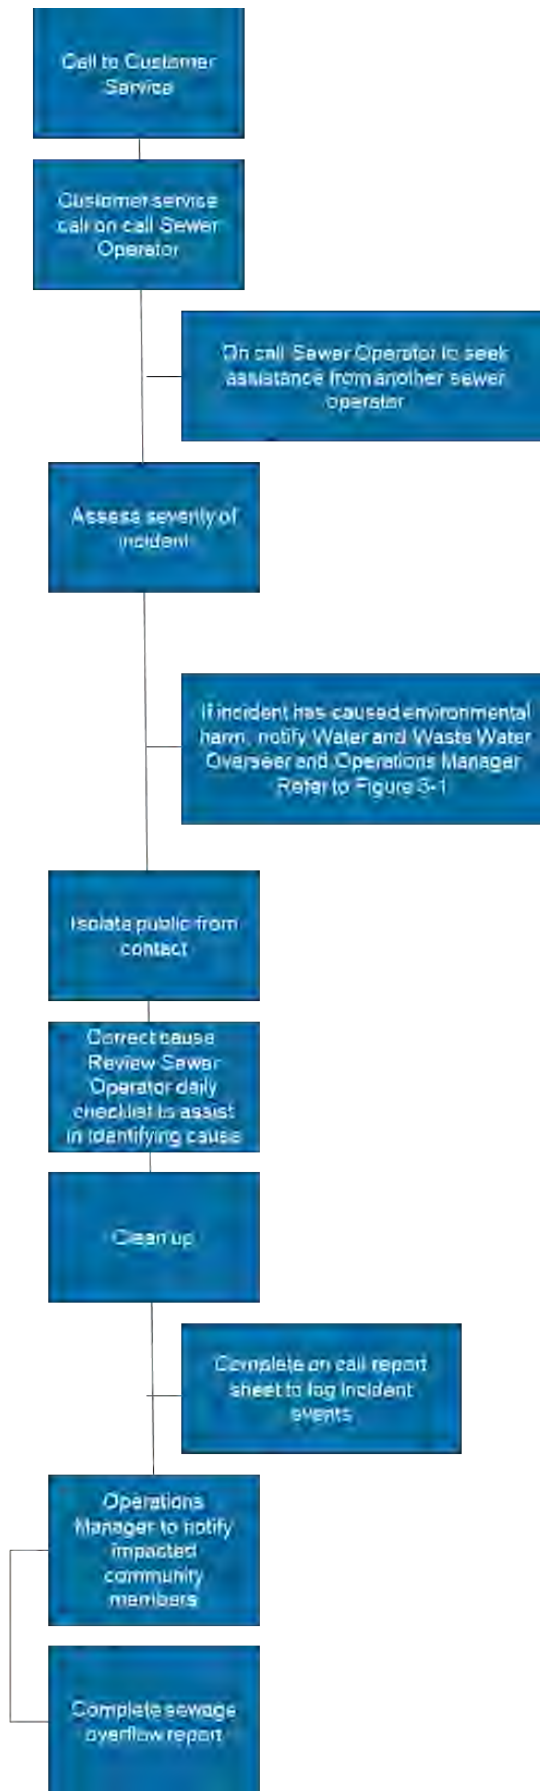 Call to Customer
Service
Customer service
call on call Sewer
Operator
On call Sewer Operator to seek
assistance from another sewer
operator
Assess severity of
incident
If incident has caused environmental
harm, notify Water and Waste Water
Overseer and Operations Manager
Refer to Figure 3-1
Isolate public from
contact
Correct cause
Review Sewer
Operator daily
checklist to assist
in identifying cause
Clean up
Complete on call report
sheet to log incident
events
Operations
Manager to notify
impacted
community
members
Complete sewage
overflow report